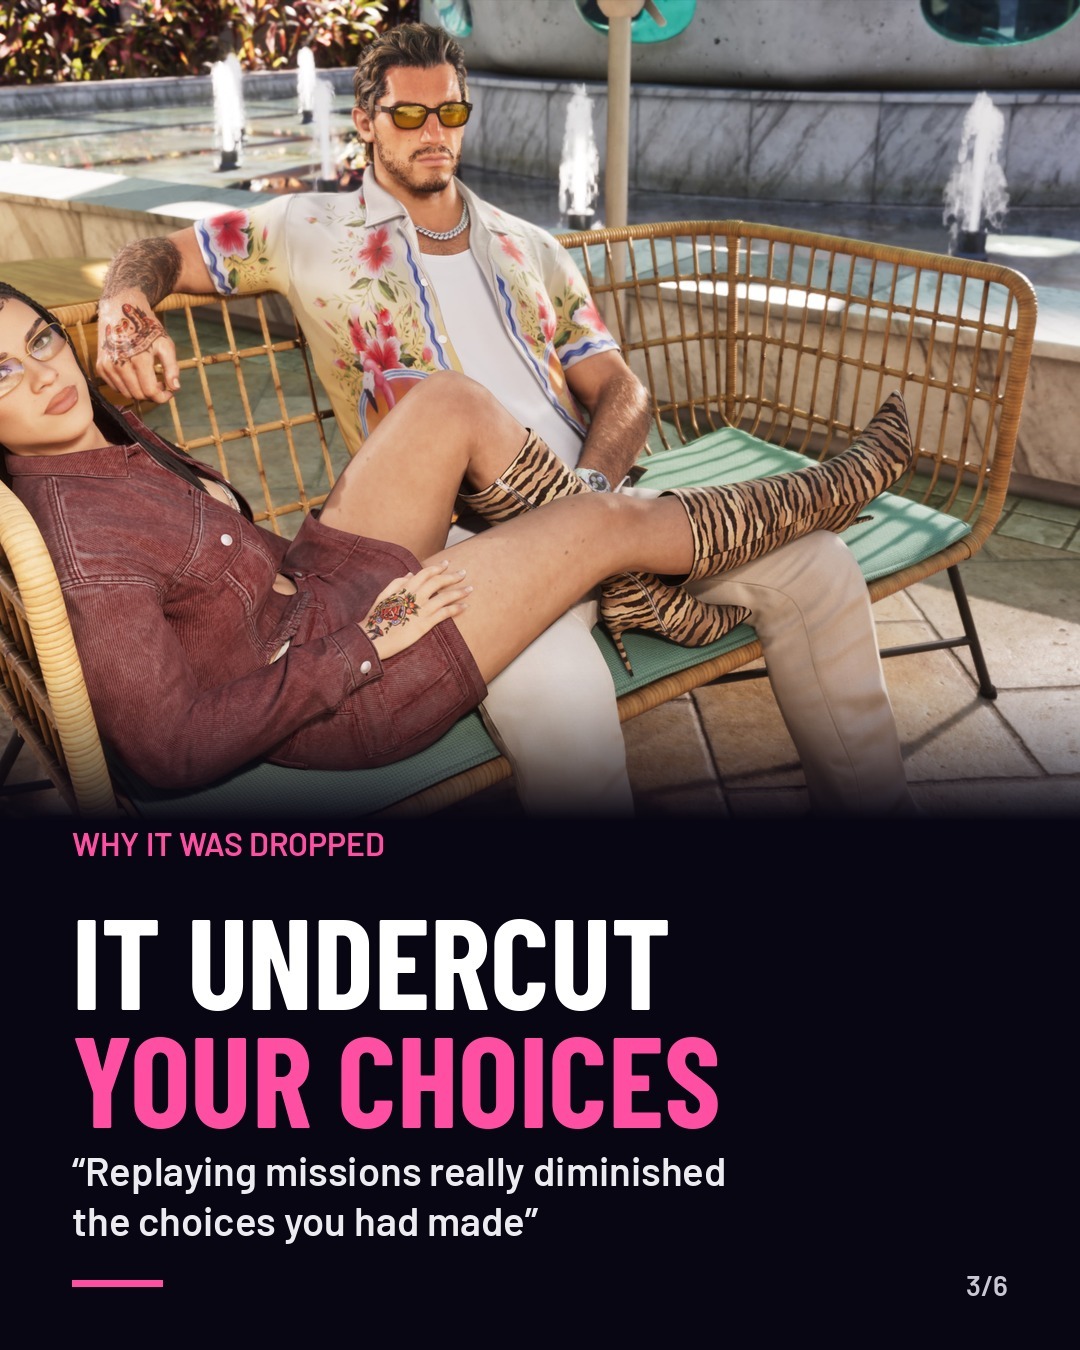 WHY IT WAS DROPPED
IT UNDERCUT
YOUR CHOICES
“Replaying missions really diminished
the choices you had made”
3/6